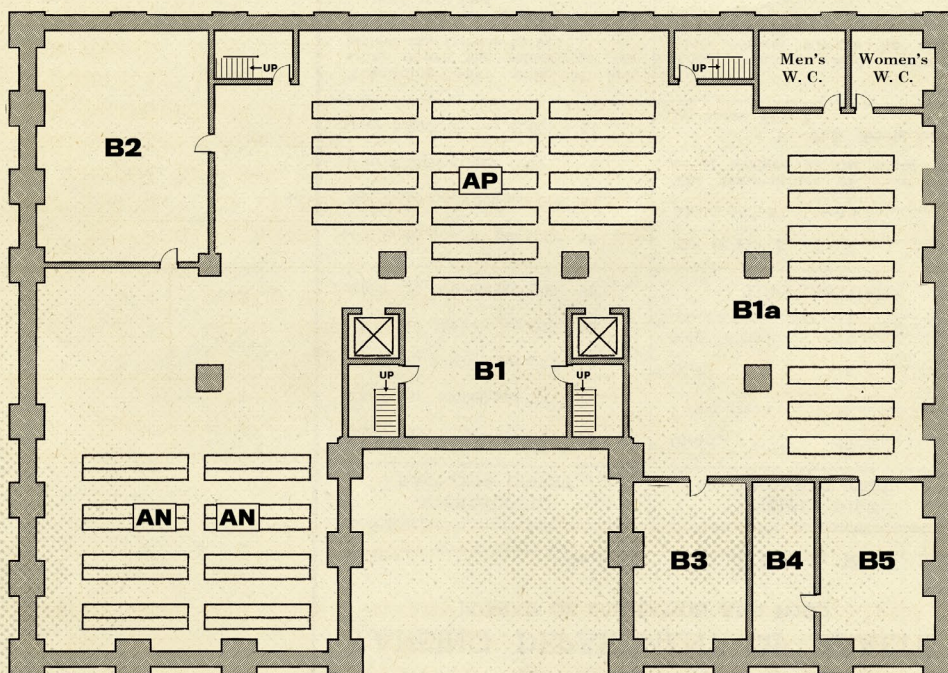 UP
UP
Men's
W. C.
Women's
W. C.
B2
AP
B1a
UP
B1
UP
AN
AN
B3
B4
B5